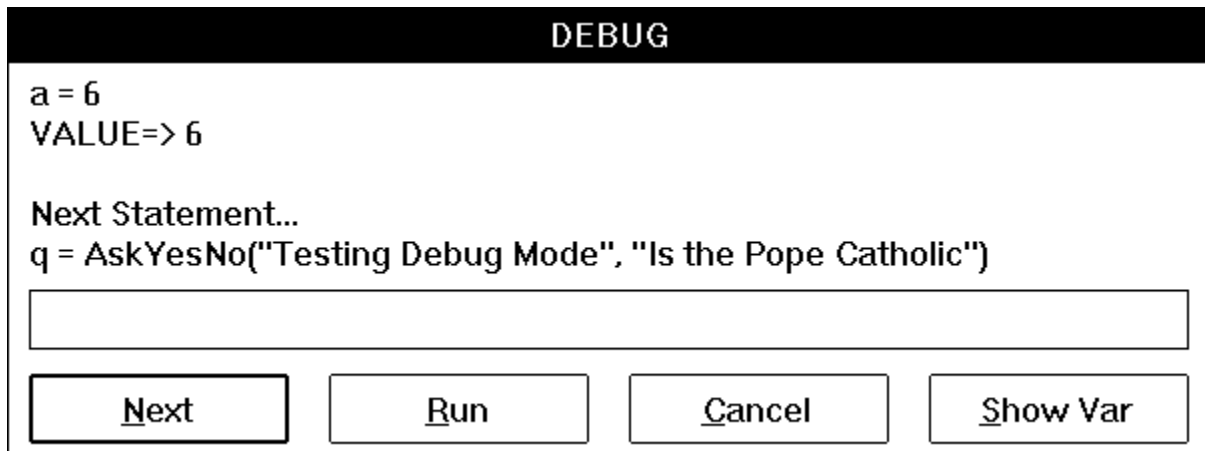 DEBUG
a = 6
VALUE=> 6
Next Statement...
q = AskYesNo("Testing Debug Mode", "Is the Pope Catholic")
Next Run Cancel Show Var